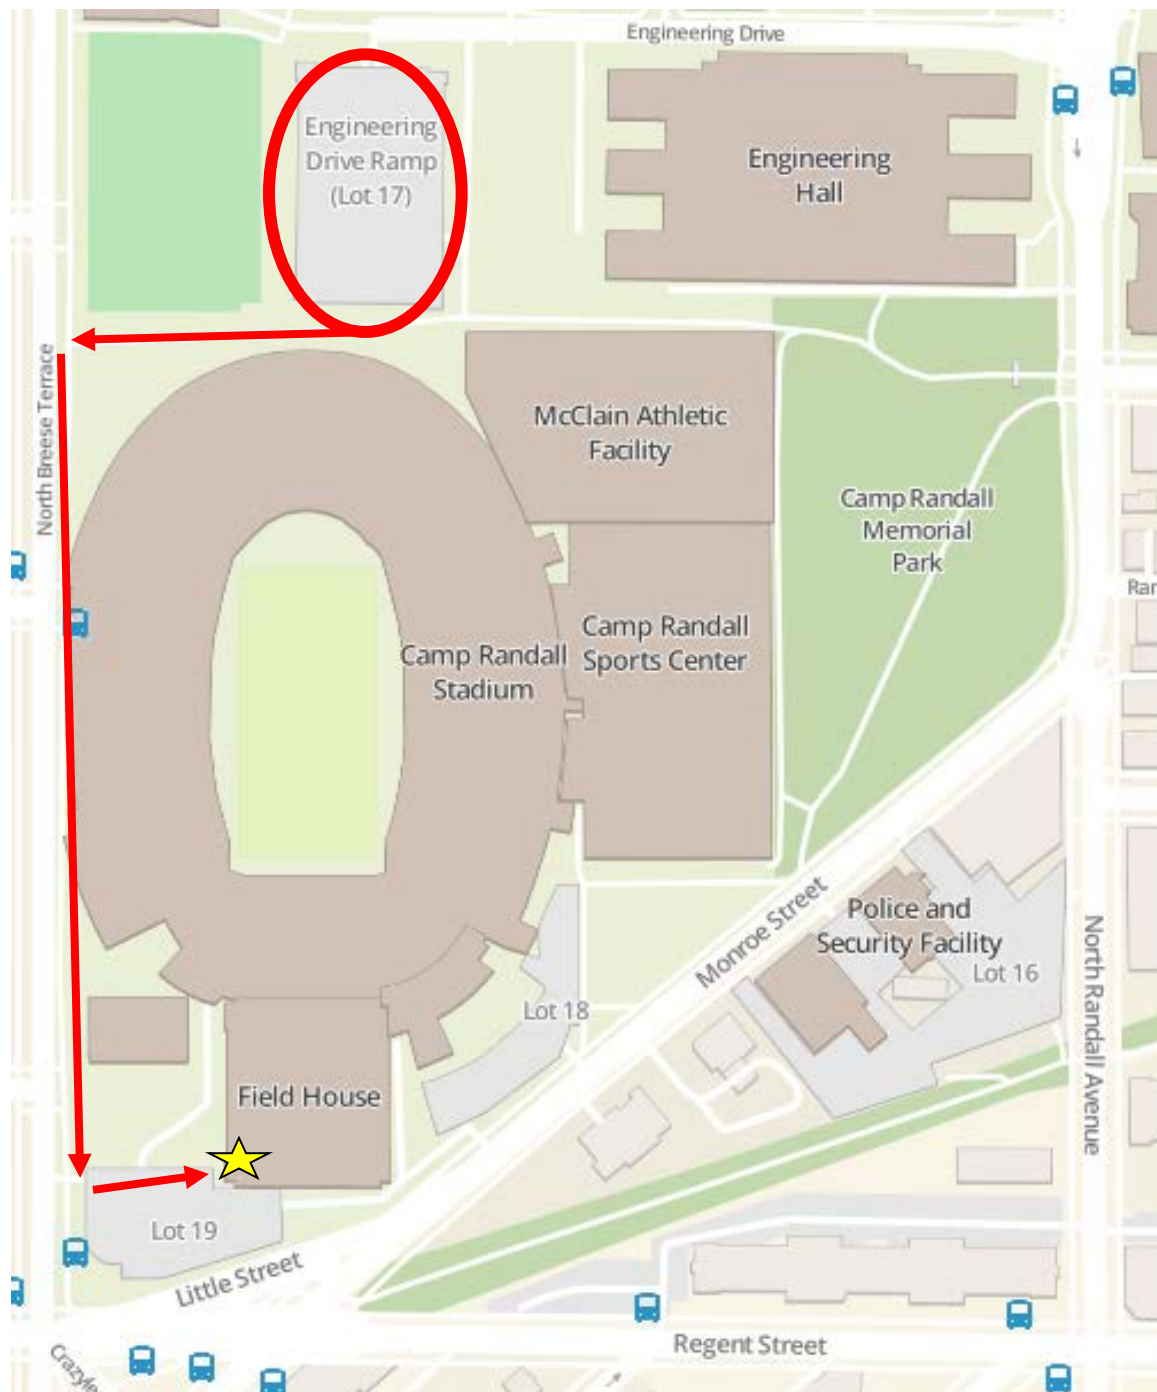 Engineering Drive
Engineering
Drive Ramp
(Lot 17)
Engineering
Hall
North Breese Terrace
McClain Athletic
Facility
Camp Randall
Memorial
Park
Ran
Camp Randall
Stadium
Camp Randall
Sports Center
Police and
Security Facility
Lot 16
Monroe Street
Lot 18
North Randall Avenue
Field House
Lot 19
Little Street
Regent Street
Crazyle